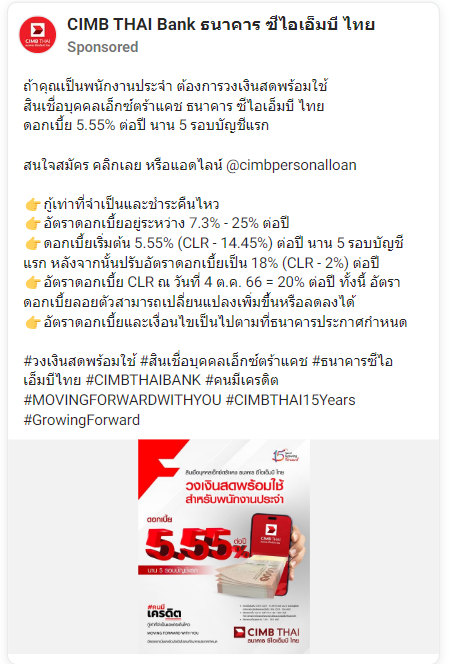 CIMB THAI Bank ธนาคาร ซีไอเอ็มบี ไทย
Sponsored
CIMB THAI
ถ้าคุณเป็นพนักงานประจำ ต้องการวงเงินสดพร้อมใช้
สินเชื่อบุคคลเอ็กซ์ตร้าแคช ธนาคาร ซีไอเอ็มบี ไทย
ดอกเบี้ย 5.55% ต่อปี นาน 5 รอบบัญชีแรก
สนใจสมัคร คลิกเลย หรือแอดไลน์ @cimbpersonalloan
👉กู้เท่าที่จำเป็นและชำระคืนไหว
👉อัตราดอกเบี้ยอยู่ระหว่าง 7.3% - 25% ต่อปี
👉ดอกเบี้ยเริ่มต้น 5.55% (CLR - 14.45%) ต่อปี นาน 5 รอบบัญชี
แรก หลังจากนั้นปรับอัตราดอกเบี้ยเป็น 18% (CLR - 2%) ต่อปี
👉อัตราดอกเบี้ย CLR ณ วันที่ 4 ต.ค. 66 = 20% ต่อปี ทั้งนี้ อัตรา
ดอกเบี้ยลอยตัวสามารถเปลี่ยนแปลงเพิ่มขึ้นหรือลดลงได้
👉อัตราดอกเบี้ยและเงื่อนไขเป็นไปตามที่ธนาคารประกาศกำหนด
#วงเงินสดพร้อมใช้ #สินเชื่อบุคคลเอ็กซ์ตร้าแคช #ธนาคารซีไอ
เอ็มบีไทย #CIMBTHAIBANK #คนมีเครดิต
#MOVINGFORWARDWITHYOU #CIMBTHAI15Years
#GrowingForward
สินเชื่อบุคคลเอ็กซ์ตร้าแคช ธนาคาร ซีไอเอ็มบี ไทย
วงเงินสดพร้อมใช้
สำหรับพนักงานประจำ
ดอกเบี้ย
5.55% ต่อปี
นาน 5 รอบบัญชีแรก
CIMB THAI
#คนมี
เครดิต
MOVING FORWARD WITH YOU
CIMB THAI
ธนาคาร ซีไอเอ็มบี ไทย